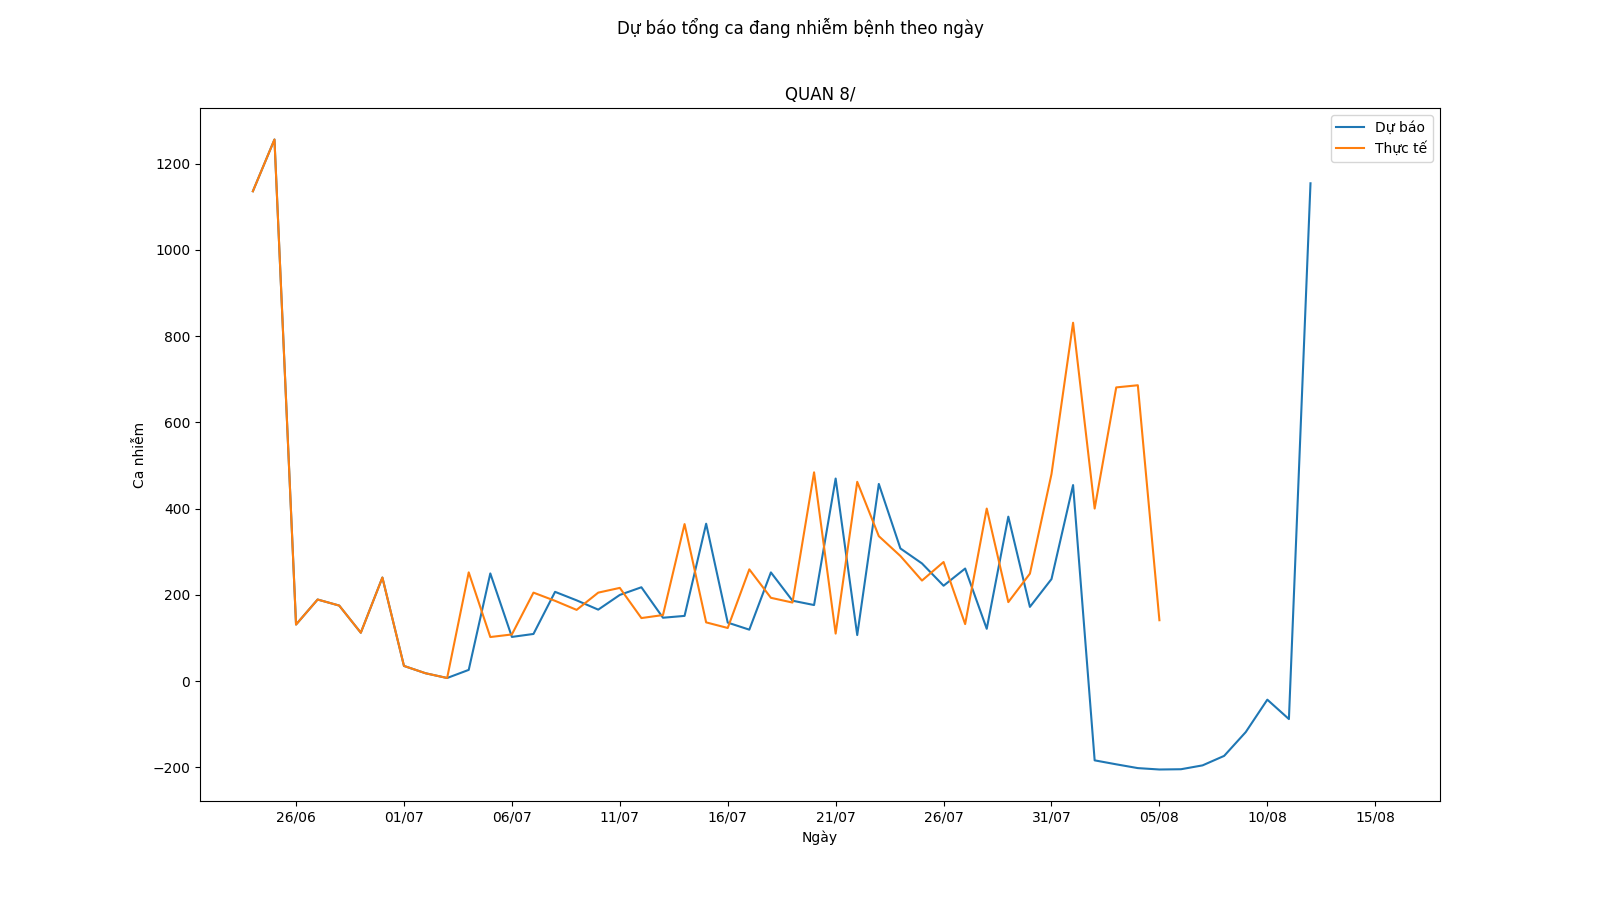 Dự báo tổng ca đang nhiễm bệnh theo ngày
QUAN 8/
Dự báo
Thực tế
1200
1000
800
600
400
200
0
−200
Ca nhiễm
26/06 01/07 06/07 11/07 16/07 21/07 26/07 31/07 05/08 10/08 15/08
Ngày